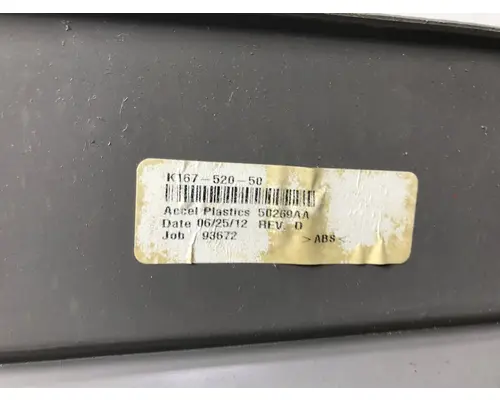 K167-520-50
Accel Plastics 50269AA
Date 06/25/12 REV. D
Job 93672 >ABS<